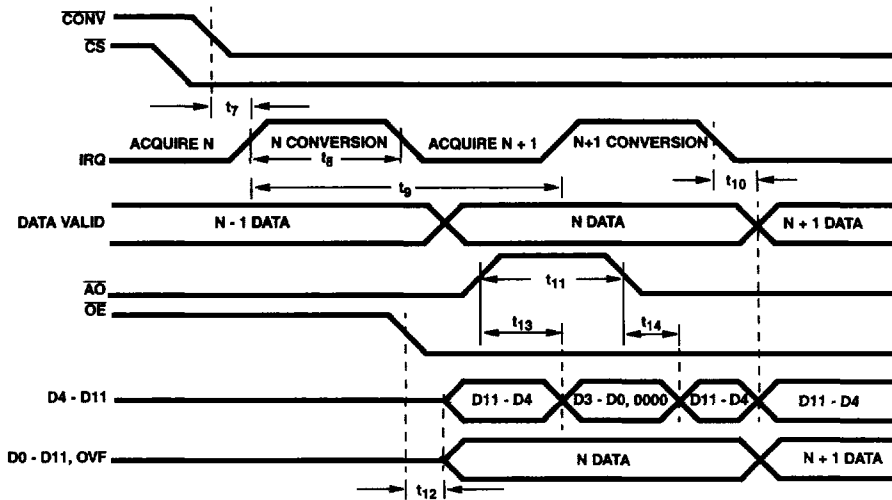 CONV
CS
t7
ACQUIRE N
N CONVERSION
ACQUIRE N + 1
N+1 CONVERSION
IRQ
t8
t9
t10
DATA VALID
N - 1 DATA
N DATA
N + 1 DATA
AO
t11
OE
t13
t14
D4 - D11
D11 - D4
D3 - D0, 0000
D11 - D4
D11 - D4
D0 - D11, OVF
N DATA
N + 1 DATA
t12